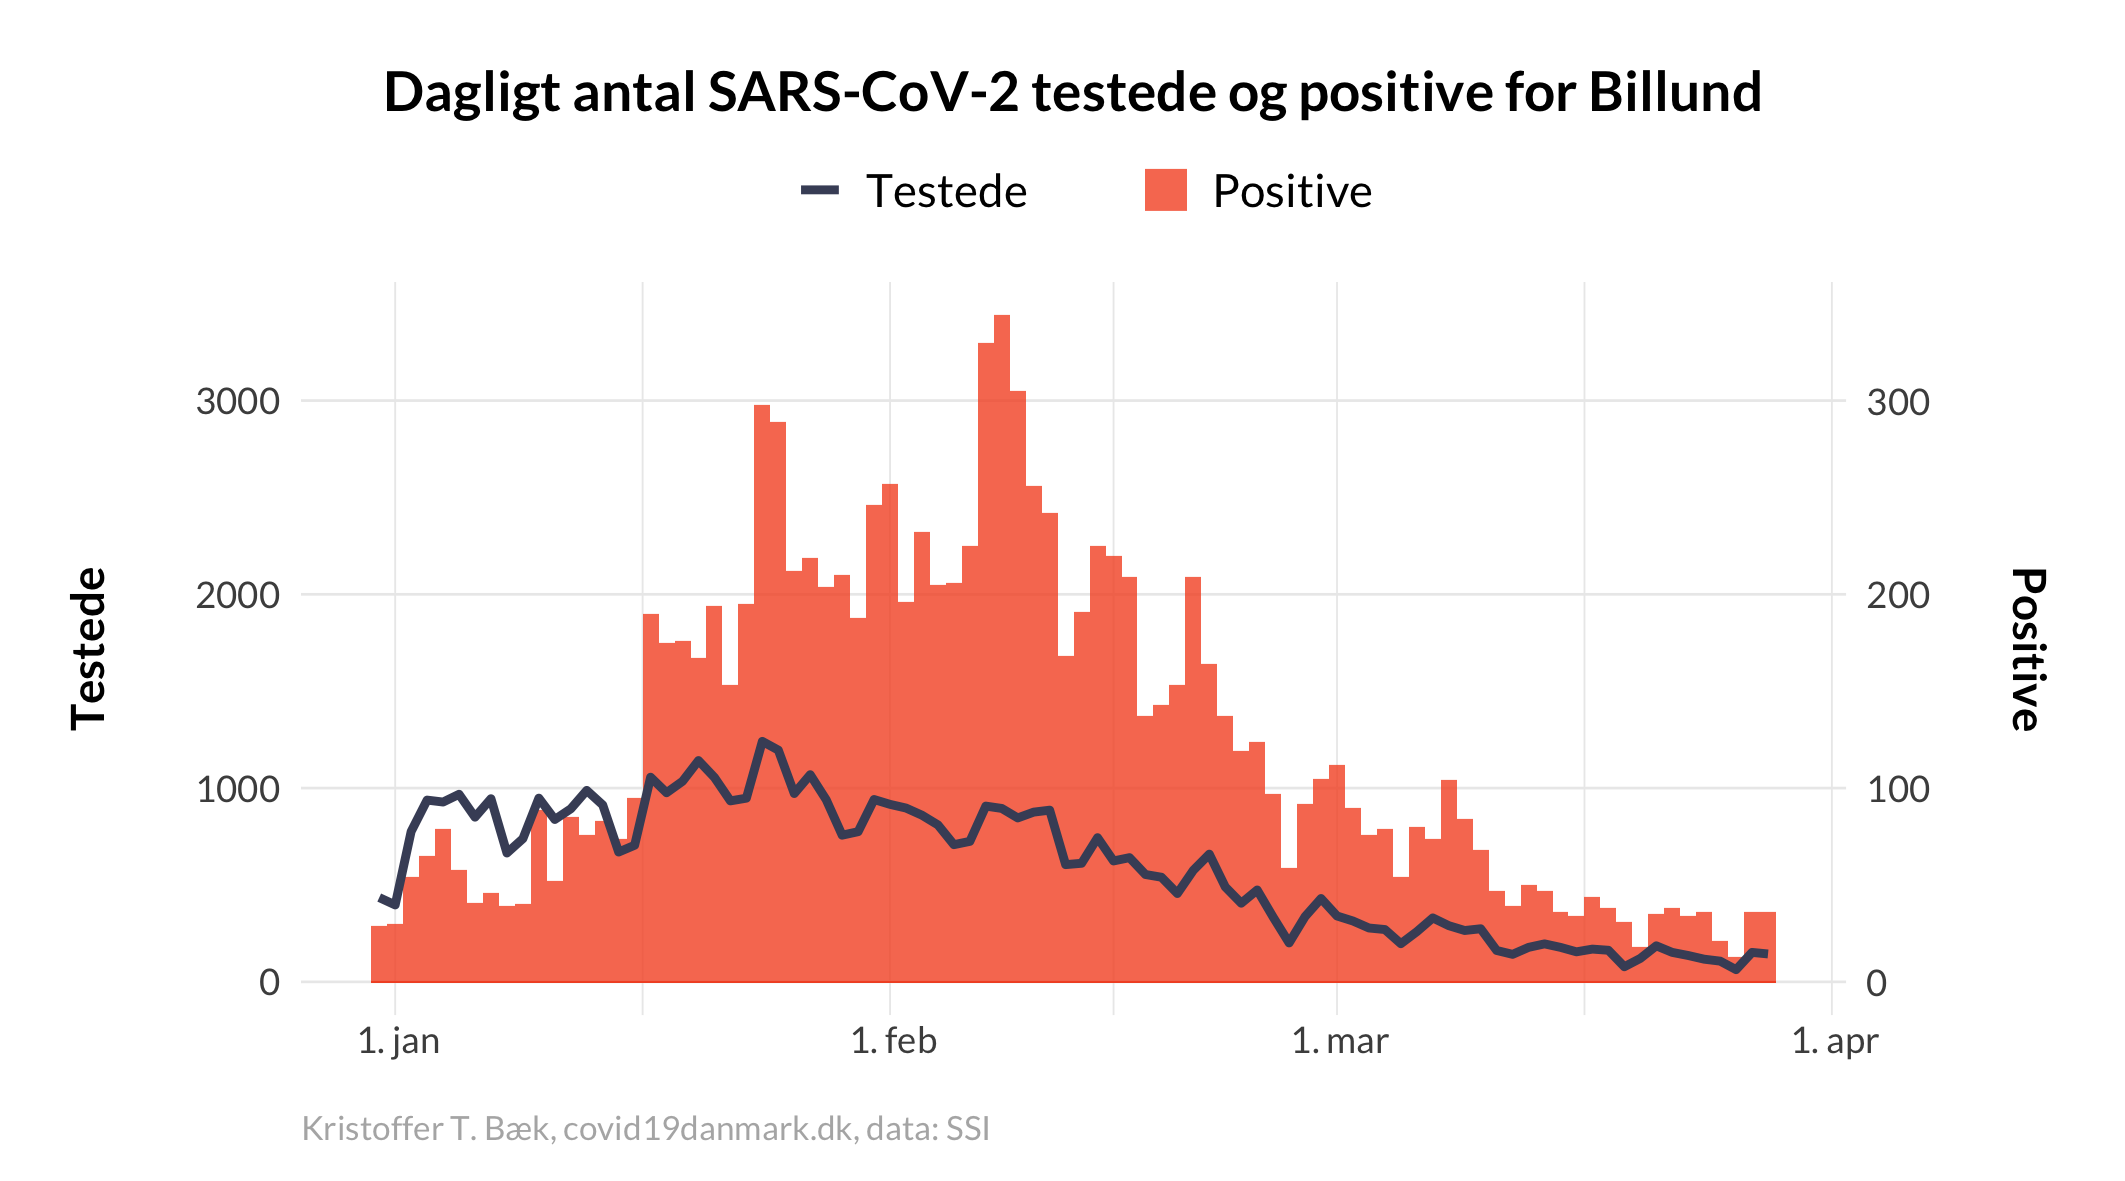 Dagligt antal SARS-CoV-2 testede og positive for Billund
Testede
Positive
3000
2000
1000
0
300
200
100
0
Testede
Positive
1. jan
1. feb
1. mar
1. apr
Kristoffer T. Bæk, covid19danmark.dk, data: SSI